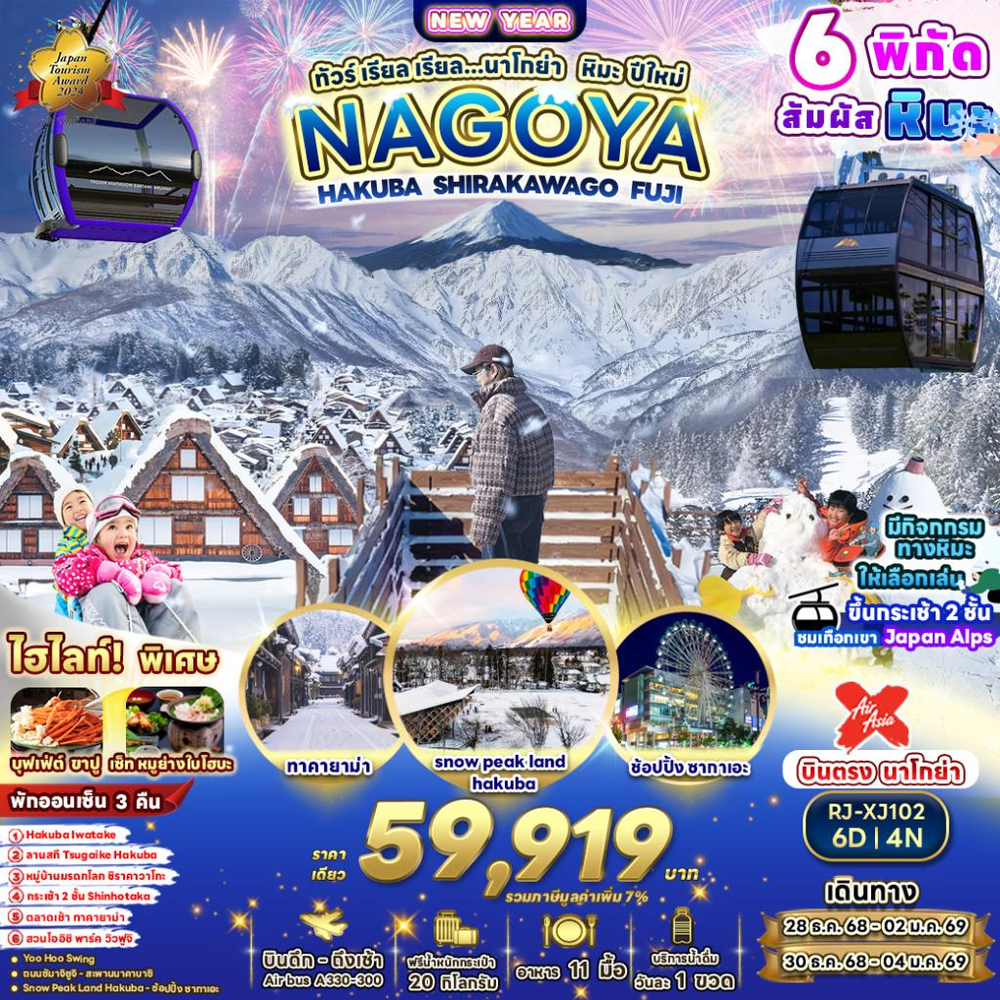 NEW YEAR
Japan
Tourism
Award
2024
ทัวร์ เรียล เรียล...นาโกย่า หิมะ ปีใหม่
NAGOYA
HAKUBA SHIRAKAWAGO FUJI
6 พิกัด
สัมผัส หิมะ
มีกิจกรรม
ทางหิมะ
ให้เลือกเล่น
ขึ้นกระเช้า 2 ชั้น
ชมเทือกเขา Japan Alps
ไฮไลท์! พิเศษ
บุฟเฟ่ต์ ขาปู
เซ็ท หมูย่างใบโฮบะ
ทาคายาม่า
snow peak land
hakuba
ช้อปปิ้ง ซากาเอะ
Air
Asia
บินตรง นาโกย่า
RJ-XJ102
6D | 4N
พักออนเซ็น 3 คืน
1 Hakuba Iwatake
2 ลานสกี Tsugaike Hakuba
3 หมู่บ้านมรดกโลก ชิราคาวาโกะ
4 กระเช้า 2 ชั้น Shinhotaka
5 ตลาดเช้า ทาคายาม่า
6 สวนโออิชิ พาร์ค วิวฟูจิ
• Yoo Hoo Swing
• ถนนซันมาจิซูจิ - สะพานนาคาบาชิ
• Snow Peak Land Hakuba - ช้อปปิ้ง ซากาเอะ
ราคา
เดียว
59,919 บาท
รวมภาษีมูลค่าเพิ่ม 7%
บินดึก - ถึงเช้า
Airbus A330-300
ฟรีน้ำหนักกระเป๋า
20 กิโลกรัม
อาหาร 11 มื้อ
บริการน้ำดื่ม
วันละ 1 ขวด
เดินทาง
28 ธ.ค. 68 - 02 ม.ค. 69
30 ธ.ค. 68 - 04 ม.ค. 69